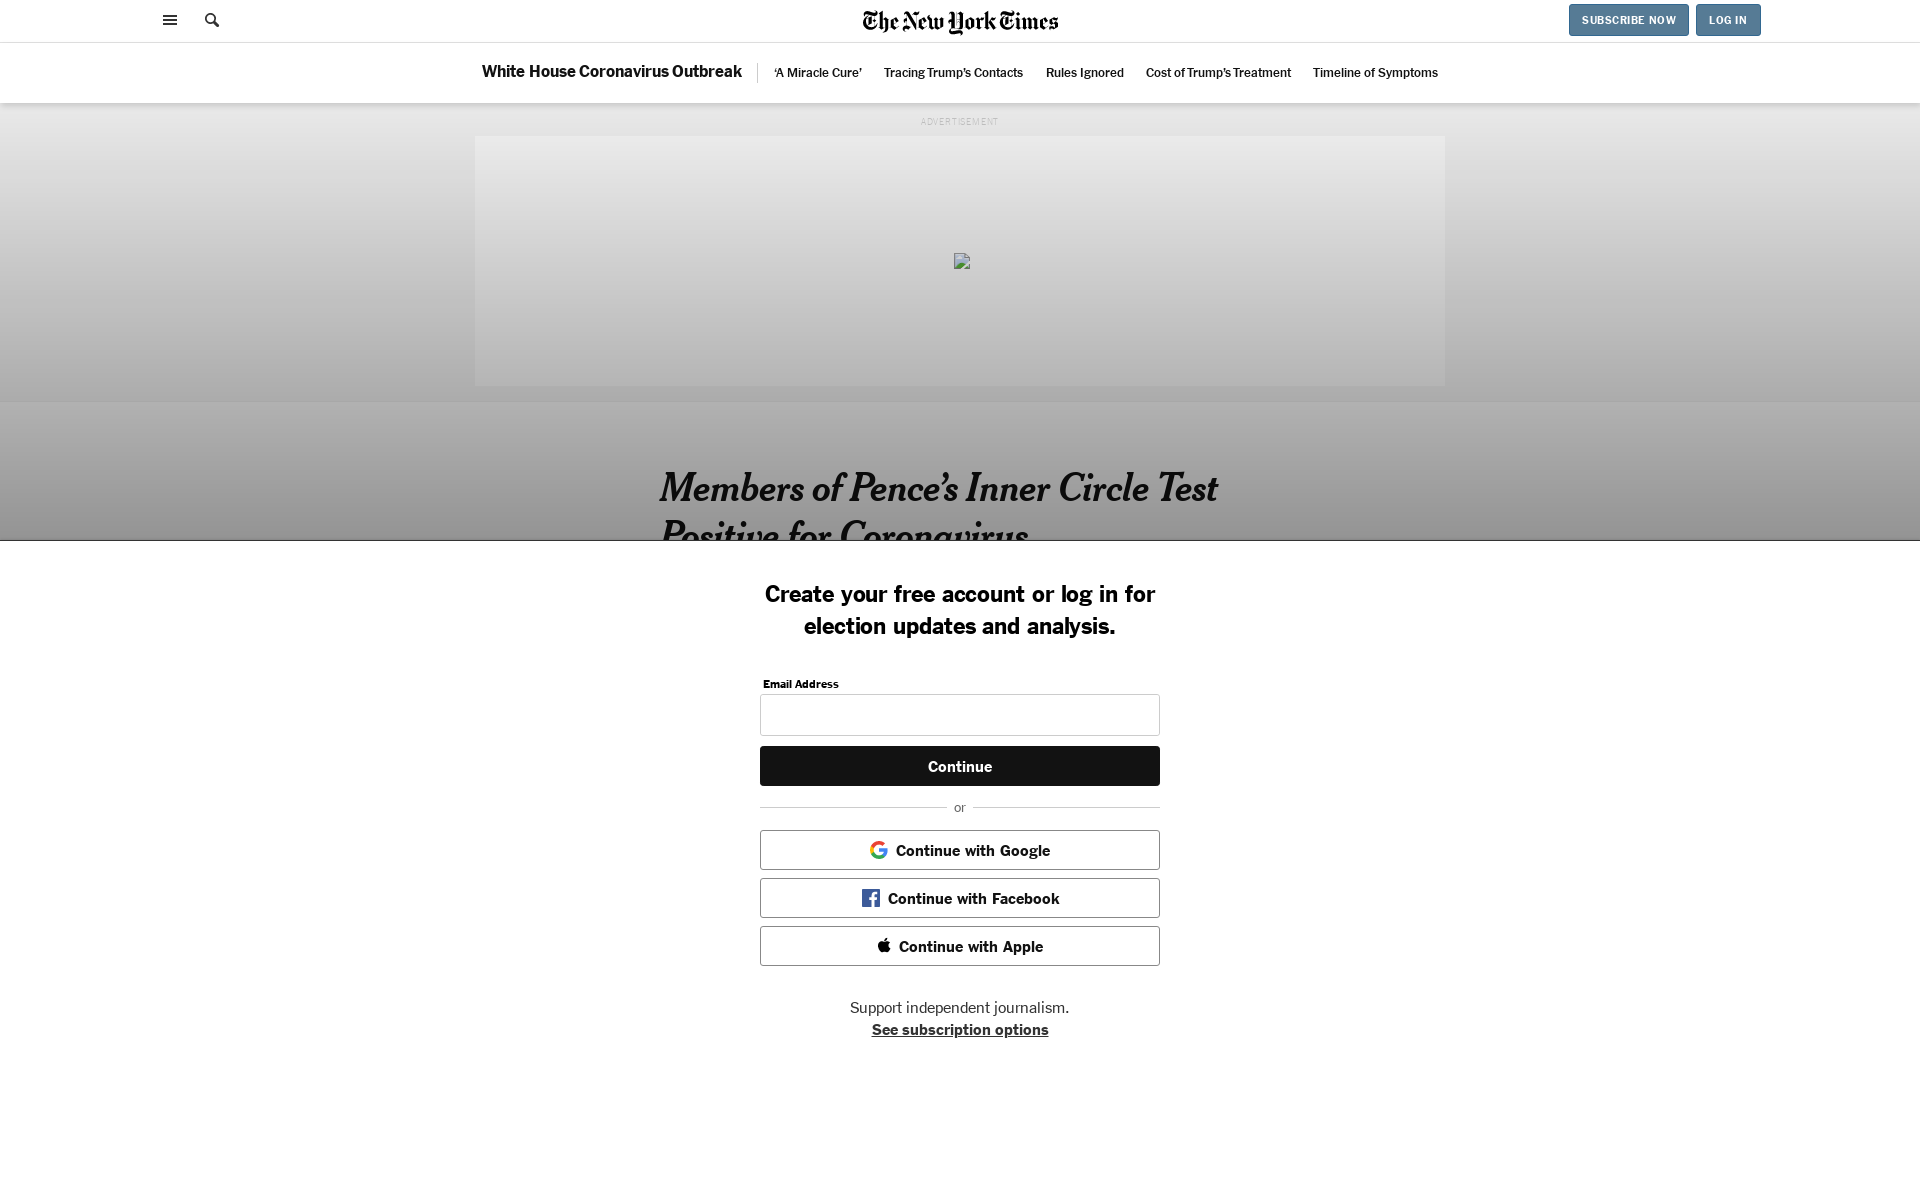 The New York Times
SUBSCRIBE NOW
LOG IN
White House Coronavirus Outbreak
‘A Miracle Cure’
Tracing Trump’s Contacts
Rules Ignored
Cost of Trump’s Treatment
Timeline of Symptoms
ADVERTISEMENT
Members of Pence’s Inner Circle Test
Positive for Coronavirus
Create your free account or log in for
election updates and analysis.
Email Address
Continue
or
Continue with Google
Continue with Facebook
Continue with Apple
Support independent journalism.
See subscription options